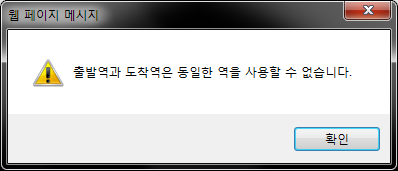 웹 페이지 메시지
출발역과 도착역은 동일한 역을 사용할 수 없습니다.
확인